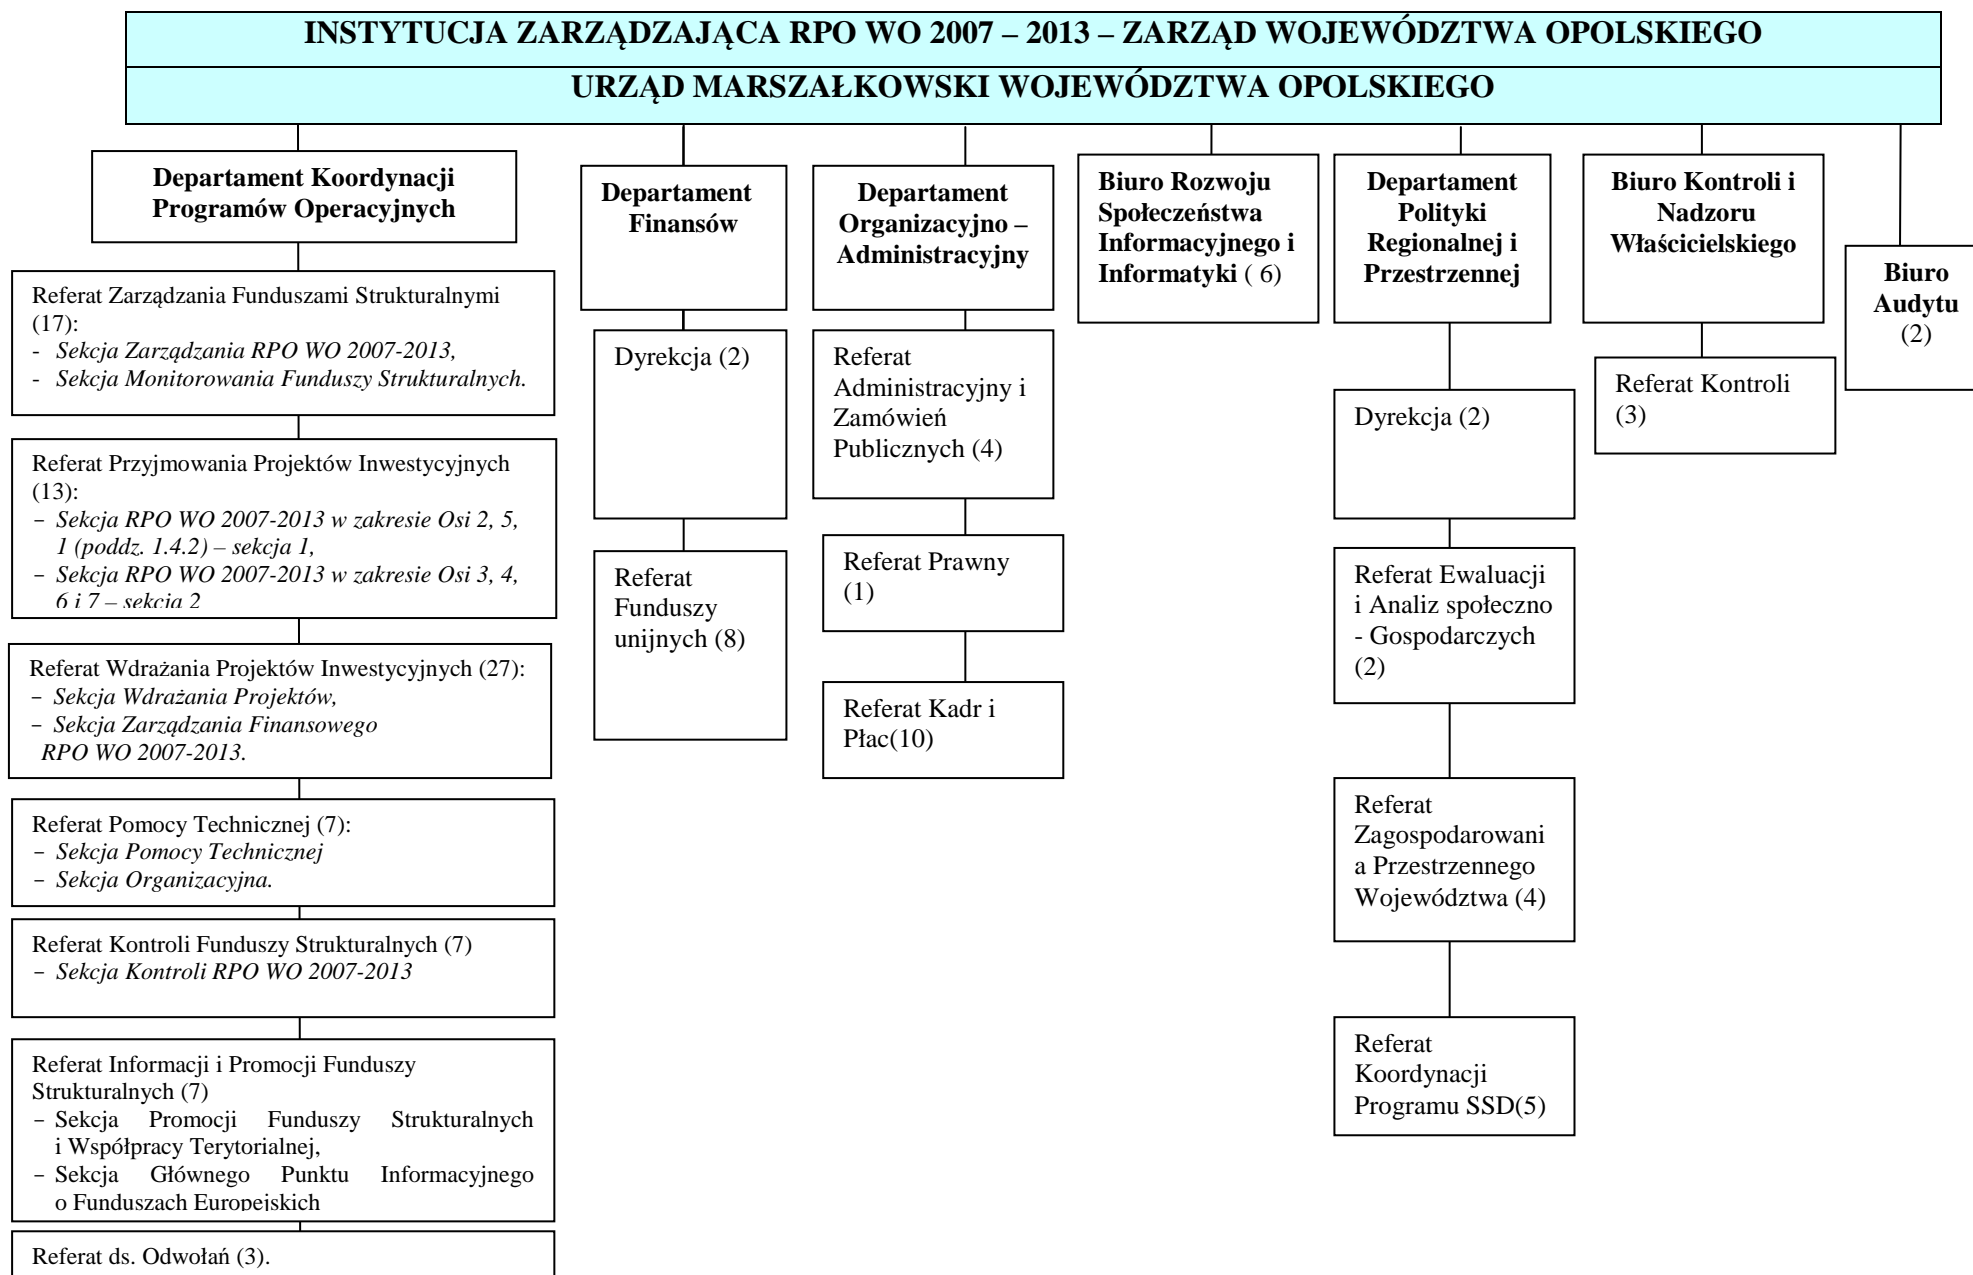 INSTYTUCJA ZARZĄDZAJĄCA RPO WO 2007 – 2013 – ZARZĄD WOJEWÓDZTWA OPOLSKIEGO
URZĄD MARSZAŁKOWSKI WOJEWÓDZTWA OPOLSKIEGO
Departament Koordynacji
Programów Operacyjnych
Referat Zarządzania Funduszami Strukturalnymi
(17):
- Sekcja Zarządzania RPO WO 2007-2013,
- Sekcja Monitorowania Funduszy Strukturalnych.
Referat Przyjmowania Projektów Inwestycyjnych
(13):
- Sekcja RPO WO 2007-2013 w zakresie Osi 2, 5,
1 (poddz. 1.4.2) – sekcja 1,
- Sekcja RPO WO 2007-2013 w zakresie Osi 3, 4,
6 i 7 – sekcja 2
Referat Wdrażania Projektów Inwestycyjnych (27):
- Sekcja Wdrażania Projektów,
- Sekcja Zarządzania Finansowego
RPO WO 2007-2013.
Referat Pomocy Technicznej (7):
- Sekcja Pomocy Technicznej
- Sekcja Organizacyjna.
Referat Kontroli Funduszy Strukturalnych (7)
- Sekcja Kontroli RPO WO 2007-2013
Referat Informacji i Promocji Funduszy
Strukturalnych (7)
- Sekcja Promocji Funduszy Strukturalnych
i Współpracy Terytorialnej,
- Sekcja Głównego Punktu Informacyjnego
o Funduszach Europejskich
Referat ds. Odwołań (3).
Departament
Finansów
Dyrekcja (2)
Referat
Funduszy
unijnych (8)
Departament
Organizacyjno –
Administracyjny
Referat
Administracyjny i
Zamówień
Publicznych (4)
Referat Prawny
(1)
Referat Kadr i
Płac(10)
Biuro Rozwoju
Społeczeństwa
Informacyjnego i
Informatyki ( 6)
Departament
Polityki
Regionalnej i
Przestrzennej
Dyrekcja (2)
Referat Ewaluacji
i Analiz społeczno
- Gospodarczych
(2)
Referat
Zagospodarowani
a Przestrzennego
Województwa (4)
Referat
Koordynacji
Programu SSD(5)
Biuro Kontroli i
Nadzoru
Właścicielskiego
Referat Kontroli
(3)
Biuro
Audytu
(2)